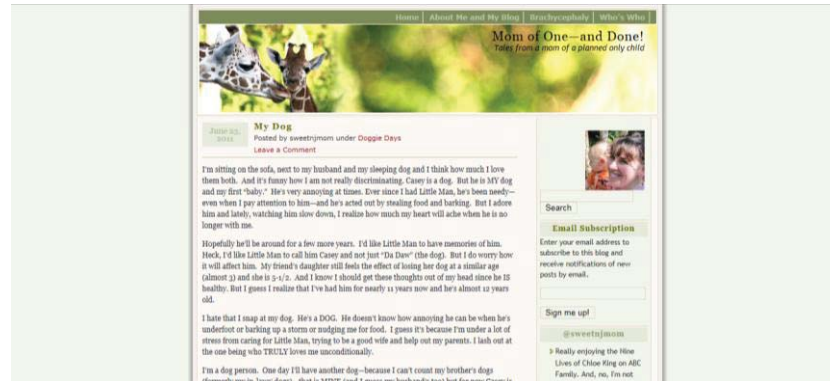 Home | About Me and My Blog | Brachycephaly | Who's Who |
Mom of One—and Done!
Tales from a mom of a planned only child
June 23,
2011
My Dog
Posted by sweetnjmom under Doggie Days
Leave a Comment
I'm sitting on the sofa, next to my husband and my sleeping dog and I think how much I love
them both. And it's funny how I am not really discriminating. Casey is a dog. But he is MY dog
and my first "baby." He's very annoying at times. Ever since I had Little Man, he's been needy—
even when I pay attention to him—and he's acted out by stealing food and barking. But I adore
him and lately, watching him slow down, I realize how much my heart will ache when he is no
longer with me.
Hopefully he'll be around for a few more years. I'd like Little Man to have memories of him.
Heck, I'd like Little Man to call him Casey and not just "Da Daw" (the dog). But I do worry how
it will affect him. My friend's daughter still feels the effect of losing her dog at a similar age
(almost 3) and she is 5-1/2. And I know I should get these thoughts out of my head since he IS
healthy. But I guess I realize that I've had him for nearly 11 years now and he's almost 12 years
old.
I hate that I snap at my dog. He's a DOG. He doesn't know how annoying he can be when he's
underfoot or barking up a storm or nudging me for food. I guess it's because I'm under a lot of
stress from caring for Little Man, trying to be a good wife and help out my parents. I lash out at
the one being who TRULY loves me unconditionally.
I'm a dog person. One day I'll have another dog—because I can't count my brother's dogs
Search
Email Subscription
Enter your email address to
subscribe to this blog and
receive notifications of new
posts by email.
Sign me up!
@sweetnjmom
Really enjoying the Nine
Lives of Chloe King on ABC
Family. And, no, I'm not